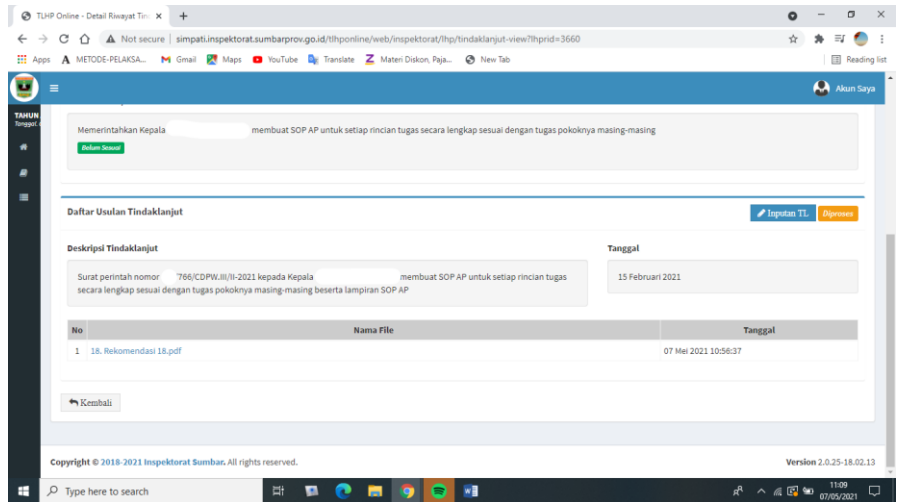 TLHP Online - Detail Riwayat Tin
Not secure | simpati.inspektorat.sumbarprov.go.id/tlhponline/web/inspektorat/lhp/tindaklanjut-view?lhprid=3660
Apps METODE-PELAKSA... Gmail Maps YouTube Translate Materi Diskon, Paja... New Tab Reading list
Akun Saya
TAHUN
Tanggal.
Memerintahkan Kepala membuat SOP AP untuk setiap rincian tugas secara lengkap sesuai dengan tugas pokoknya masing-masing
Belum Sesuai
Daftar Usulan Tindaklanjut
Inputan TL Diproses
Deskripsi Tindaklanjut Tanggal
Surat perintah nomor 766/CDPW.III/II-2021 kepada Kepala membuat SOP AP untuk setiap rincian tugas
secara lengkap sesuai dengan tugas pokoknya masing-masing beserta lampiran SOP AP
15 Februari 2021
No Nama File Tanggal
1 18. Rekomendasi 18.pdf 07 Mei 2021 10:56:37
Kembali
Copyright © 2018-2021 Inspektorat Sumbar. All rights reserved. Version 2.0.25-18.02.13
Type here to search
11:09
07/05/2021